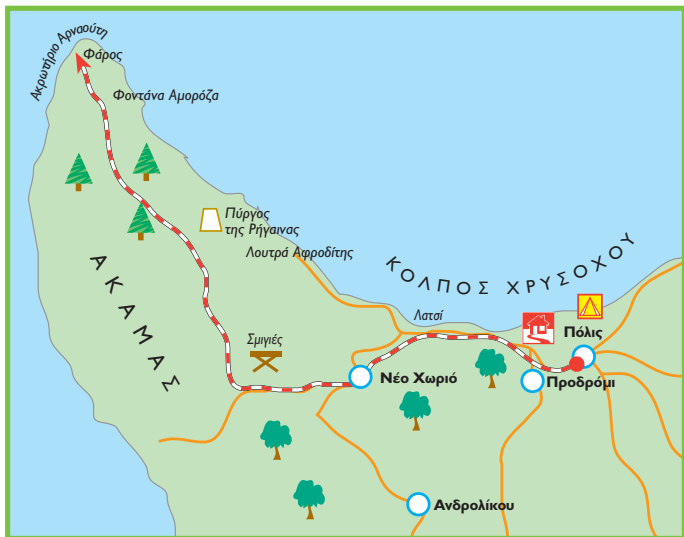 Ακρωτήριο Αρναούτη
Φάρος
Φοντάνα Αμορόζα
Πύργος
της Ρήγαινας
Λουτρά Αφροδίτης
ΚΟΛΠΟΣ ΧΡΥΣΟΧΟΥ
ΑΚΑΜΑΣ
Λατσί
Πόλις
Σμιγιές
Νέο Χωριό
Προδρόμι
Ανδρολίκου